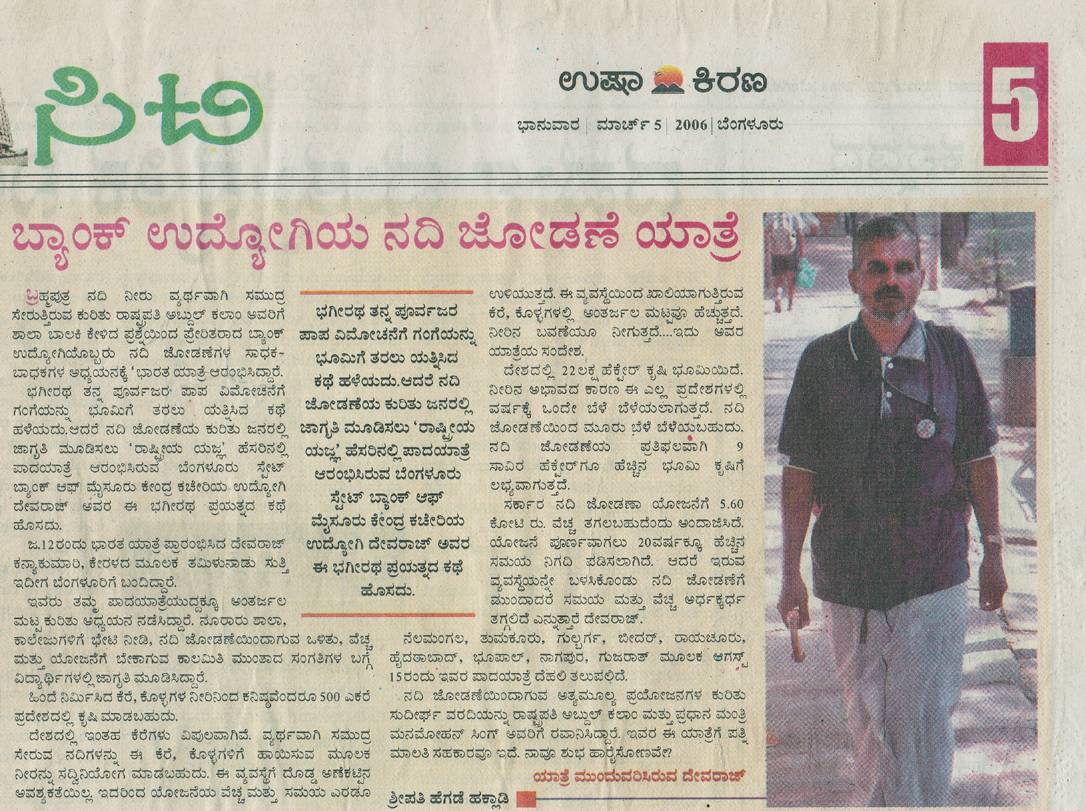 ಸಿಟಿ
ಉಷಾ ಕಿರಣ
ಭಾನುವಾರ | ಮಾರ್ಚ್ 5 | 2006 | ಬೆಂಗಳೂರು
5
ಬ್ಯಾಂಕ್ ಉದ್ಯೋಗಿಯ ನದಿ ಜೋಡಣೆ ಯಾತ್ರೆ
ಬ್ರಹ್ಮಪುತ್ರ ನದಿ ನೀರು ವ್ಯರ್ಥವಾಗಿ ಸಮುದ್ರ
ಸೇರುತ್ತಿರುವ ಕುರಿತು ರಾಷ್ಟ್ರಪತಿ ಅಬ್ದುಲ್ ಕಲಾಂ ಅವರಿಗೆ
ಶಾಲಾ ಬಾಲಕಿ ಕೇಳಿದ ಪ್ರಶ್ನೆಯಿಂದ ಪ್ರೇರಿತರಾದ ಬ್ಯಾಂಕ್
ಉದ್ಯೋಗಿಯೊಬ್ಬರು ನದಿ ಜೋಡಣೆಗಳ ಸಾಧಕ-
ಬಾಧಕಗಳ ಅಧ್ಯಯನಕ್ಕೆ 'ಭಾರತ ಯಾತ್ರೆ' ಆರಂಭಿಸಿದ್ದಾರೆ.
ಭಗೀರಥ ತನ್ನ ಪೂರ್ವಜರ ಪಾಪ ವಿಮೋಚನೆಗೆ
ಗಂಗೆಯನ್ನು ಭೂಮಿಗೆ ತರಲು ಯತ್ನಿಸಿದ ಕಥೆ
ಹಳೆಯದು.ಆದರೆ ನದಿ ಜೋಡಣೆಯ ಕುರಿತು ಜನರಲ್ಲಿ
ಜಾಗೃತಿ ಮೂಡಿಸಲು 'ರಾಷ್ಟ್ರೀಯ ಯಜ್ಞ' ಹೆಸರಿನಲ್ಲಿ
ಪಾದಯಾತ್ರೆ ಆರಂಭಿಸಿರುವ ಬೆಂಗಳೂರು ಸ್ಟೇಟ್
ಬ್ಯಾಂಕ್ ಆಫ್ ಮೈಸೂರು ಕೇಂದ್ರ ಕಚೇರಿಯ ಉದ್ಯೋಗಿ
ದೇವರಾಜ್ ಅವರ ಈ ಭಗೀರಥ ಪ್ರಯತ್ನದ ಕಥೆ
ಹೊಸದು.
ಜ.12ರಂದು ಭಾರತ ಯಾತ್ರೆ ಪ್ರಾರಂಭಿಸಿದ ದೇವರಾಜ್
ಕನ್ಯಾಕುಮಾರಿ, ಕೇರಳದ ಮೂಲಕ ತಮಿಳುನಾಡು ಸುತ್ತಿ
ಇದೀಗ ಬೆಂಗಳೂರಿಗೆ ಬಂದಿದ್ದಾರೆ.
ಇವರು ತಮ್ಮ ಪಾದಯಾತ್ರೆಯುದ್ದಕ್ಕೂ ಅಂತರ್ಜಲ
ಮಟ್ಟ ಕುರಿತು ಅಧ್ಯಯನ ನಡೆಸಿದ್ದಾರೆ. ನೂರಾರು ಶಾಲಾ,
ಕಾಲೇಜುಗಳಿಗೆ ಭೇಟಿ ನೀಡಿ, ನದಿ ಜೋಡಣೆಯಿಂದಾಗುವ ಒಳಿತು, ವೆಚ್ಚ
ಮತ್ತು ಯೋಜನೆಗೆ ಬೇಕಾಗುವ ಕಾಲಮಿತಿ ಮುಂತಾದ ಸಂಗತಿಗಳ ಬಗ್ಗೆ
ವಿದ್ಯಾರ್ಥಿಗಳಲ್ಲಿ ಜಾಗೃತಿ ಮೂಡಿಸಿದ್ದಾರೆ.
ಹಿಂದೆ ನಿರ್ಮಿಸಿದ ಕೆರೆ, ಕೊಳ್ಳಗಳ ನೀರಿನಿಂದ ಕನಿಷ್ಠವೆಂದರೂ 500 ಎಕರೆ
ಪ್ರದೇಶದಲ್ಲಿ ಕೃಷಿ ಮಾಡಬಹುದು.
ದೇಶದಲ್ಲಿ ಇಂತಹ ಕೆರೆಗಳು ವಿಪುಲವಾಗಿವೆ. ವ್ಯರ್ಥವಾಗಿ ಸಮುದ್ರ
ಸೇರುವ ನದಿಗಳನ್ನು ಈ ಕೆರೆ, ಕೊಳ್ಳಗಳಿಗೆ ಹಾಯಿಸುವ ಮೂಲಕ
ನೀರನ್ನು ಸದ್ವಿನಿಯೋಗ ಮಾಡಬಹುದು. ಈ ವ್ಯವಸ್ಥೆಗೆ ದೊಡ್ಡ ಅಣೆಕಟ್ಟಿನ
ಅವಶ್ಯಕತೆಯಿಲ್ಲ. ಇದರಿಂದ ಯೋಜನೆಯ ವೆಚ್ಚ ಮತ್ತು ಸಮಯ ಎರಡೂ
ಭಗೀರಥ ತನ್ನ ಪೂರ್ವಜರ
ಪಾಪ ವಿಮೋಚನೆಗೆ ಗಂಗೆಯನ್ನು
ಭೂಮಿಗೆ ತರಲು ಯತ್ನಿಸಿದ
ಕಥೆ ಹಳೆಯದು.ಆದರೆ ನದಿ
ಜೋಡಣೆಯ ಕುರಿತು ಜನರಲ್ಲಿ
ಜಾಗೃತಿ ಮೂಡಿಸಲು 'ರಾಷ್ಟ್ರೀಯ
ಯಜ್ಞ' ಹೆಸರಿನಲ್ಲಿ ಪಾದಯಾತ್ರೆ
ಆರಂಭಿಸಿರುವ ಬೆಂಗಳೂರು
ಸ್ಟೇಟ್ ಬ್ಯಾಂಕ್ ಆಫ್
ಮೈಸೂರು ಕೇಂದ್ರ ಕಚೇರಿಯ
ಉದ್ಯೋಗಿ ದೇವರಾಜ್ ಅವರ
ಈ ಭಗೀರಥ ಪ್ರಯತ್ನದ ಕಥೆ
ಹೊಸದು.
ಉಳಿಯುತ್ತದೆ. ಈ ವ್ಯವಸ್ಥೆಯಿಂದ ಖಾಲಿಯಾಗುತ್ತಿರುವ
ಕೆರೆ, ಕೊಳ್ಳಗಳಲ್ಲಿ ಅಂತರ್ಜಲ ಮಟ್ಟವೂ ಹೆಚ್ಚುತ್ತದೆ.
ನೀರಿನ ಬವಣೆಯೂ ನೀಗುತ್ತದೆ....ಇದು ಅವರ
ಯಾತ್ರೆಯ ಸಂದೇಶ.
ದೇಶದಲ್ಲಿ 22ಲಕ್ಷ ಹೆಕ್ಟೇರ್ ಕೃಷಿ ಭೂಮಿಯಿದೆ.
ನೀರಿನ ಅಭಾವದ ಕಾರಣ ಈ ಎಲ್ಲ ಪ್ರದೇಶಗಳಲ್ಲಿ
ವರ್ಷಕ್ಕೆ ಒಂದೇ ಬೆಳೆ ಬೆಳೆಯಲಾಗುತ್ತದೆ. ನದಿ
ಜೋಡಣೆಯಿಂದ ಮೂರು ಬೆಳೆ ಬೆಳೆಯಬಹುದು.
ನದಿ ಜೋಡಣೆಯ ಪ್ರತಿಫಲವಾಗಿ 9
ಸಾವಿರ ಹೆಕ್ಟೇರ್‌ಗೂ ಹೆಚ್ಚಿನ ಭೂಮಿ ಕೃಷಿಗೆ
ಲಭ್ಯವಾಗುತ್ತದೆ.
ಸರ್ಕಾರ ನದಿ ಜೋಡಣಾ ಯೋಜನೆಗೆ 5.60
ಕೋಟಿ ರು. ವೆಚ್ಚ ತಗಲಬಹುದೆಂದು ಅಂದಾಜಿಸಿದೆ.
ಯೋಜನೆ ಪೂರ್ಣವಾಗಲು 20ವರ್ಷಕ್ಕೂ ಹೆಚ್ಚಿನ
ಸಮಯ ನಿಗದಿ ಪಡಿಸಲಾಗಿದೆ. ಆದರೆ ಇರುವ
ವ್ಯವಸ್ಥೆಯನ್ನೇ ಬಳಸಿಕೊಂಡು ನದಿ ಜೋಡಣೆಗೆ
ಮುಂದಾದರೆ ಸಮಯ ಮತ್ತು ವೆಚ್ಚ ಅರ್ಧಕ್ಕರ್ಧ
ತಗ್ಗಲಿದೆ ಎನ್ನುತ್ತಾರೆ ದೇವರಾಜ್.
ನೆಲಮಂಗಲ, ತುಮಕೂರು, ಗುಲ್ಬರ್ಗ, ಬೀದರ್, ರಾಯಚೂರು,
ಹೈದರಾಬಾದ್, ಭೂಪಾಲ್, ನಾಗಪುರ, ಗುಜರಾತ್ ಮೂಲಕ ಆಗಸ್ಟ್
15ರಂದು ಇವರ ಪಾದಯಾತ್ರೆ ದೆಹಲಿ ತಲುಪಲ್ಲಿದೆ.
ನದಿ ಜೋಡಣೆಯಿಂದಾಗುವ ಅತ್ಯಮೂಲ್ಯ ಪ್ರಯೋಜನಗಳ ಕುರಿತು
ಸುದೀರ್ಘ ವರದಿಯನ್ನು ರಾಷ್ಟ್ರಪತಿ ಅಬ್ದುಲ್ ಕಲಾಂ ಮತ್ತು ಪ್ರಧಾನ ಮಂತ್ರಿ
ಮನಮೋಹನ್ ಸಿಂಗ್ ಅವರಿಗೆ ರವಾನಿಸಿದ್ದಾರೆ. ಇವರ ಈ ಯಾತ್ರೆಗೆ ಪತ್ನಿ
ಮಾಲತಿ ಸಹಕಾರವೂ ಇದೆ. ನಾವೂ ಶುಭ ಹಾರೈಸೋಣವೇ?
ಯಾತ್ರೆ ಮುಂದುವರಿಸಿರುವ ದೇವರಾಜ್
ಶ್ರೀಪತಿ ಹೆಗಡೆ ಹಕ್ಲಾಡಿ